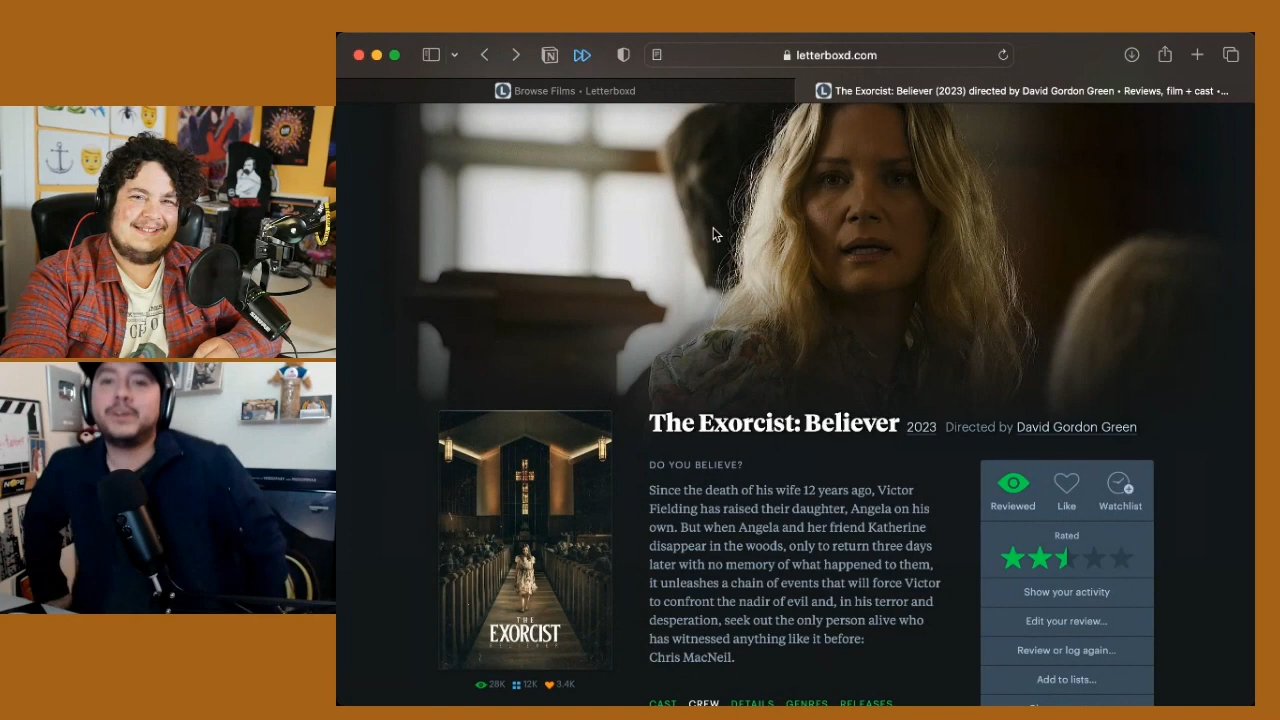 letterboxd.com
Browse Films • Letterboxd
The Exorcist: Believer (2023) directed by David Gordon Green • Reviews, film + cast •...
The Exorcist: Believer 2023 Directed by David Gordon Green
DO YOU BELIEVE?
Since the death of his wife 12 years ago, Victor
Fielding has raised their daughter, Angela on his
own. But when Angela and her friend Katherine
disappear in the woods, only to return three days
later with no memory of what happened to them,
it unleashes a chain of events that will force Victor
to confront the nadir of evil and, in his terror and
desperation, seek out the only person alive who
has witnessed anything like it before:
Chris MacNeil.
CAST CREW DETAILS GENRES RELEASES
Reviewed Like Watchlist
Rated
Show your activity
Edit your review...
Review or log again...
Add to lists...
THE
EXORCIST
BELIEVER
28K 12K 3.4K
SHURE
NOPE